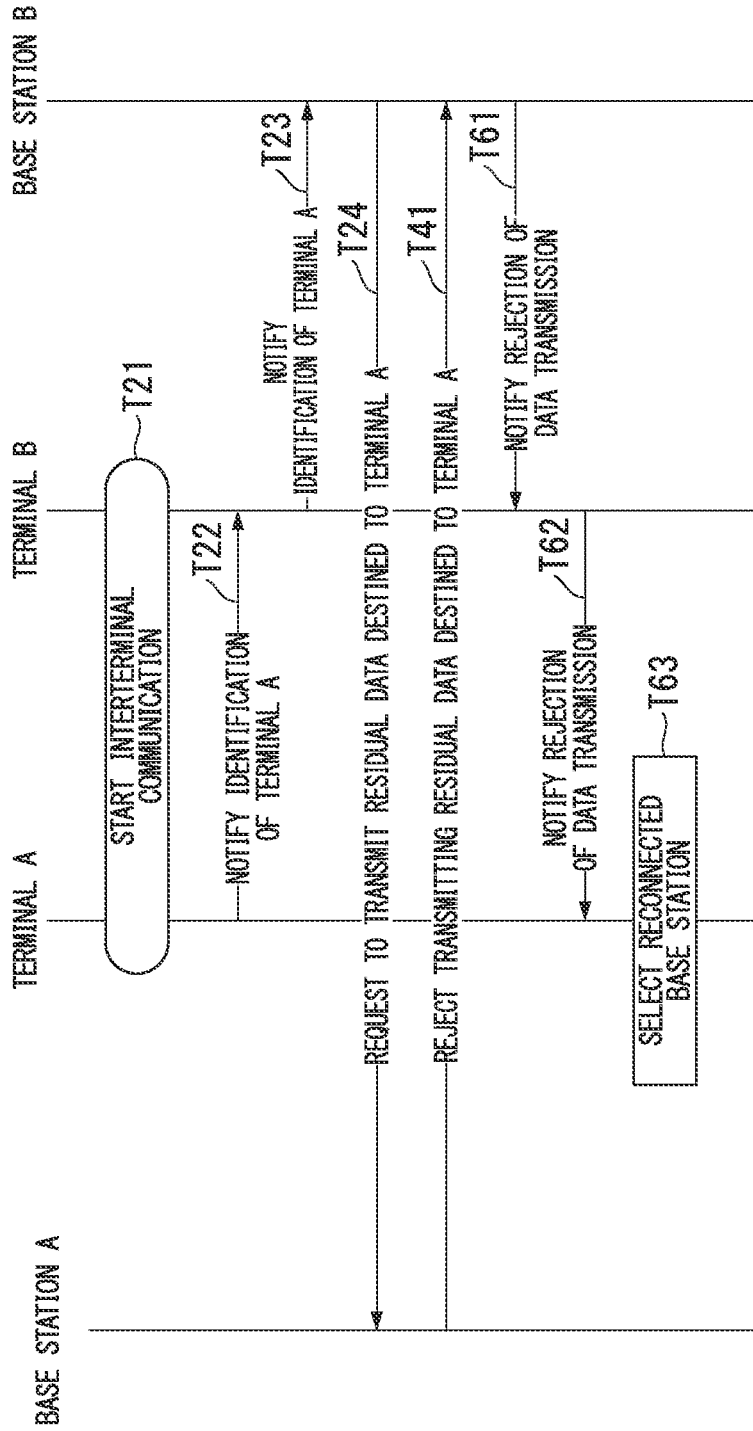 BASE STATION A
TERMINAL A
TERMINAL B
BASE STATION B
START INTERTERMINAL
COMMUNICATION
T21
NOTIFY IDENTIFICATION
OF TERMINAL A
T22
NOTIFY
IDENTIFICATION OF TERMINAL A
T23
REQUEST TO TRANSMIT RESIDUAL DATA DESTINED TO TERMINAL A
T24
REJECT TRANSMITTING RESIDUAL DATA DESTINED TO TERMINAL A
T41
NOTIFY REJECTION OF
DATA TRANSMISSION
T61
NOTIFY REJECTION
OF DATA TRANSMISSION
T62
SELECT RECONNECTED
BASE STATION
T63